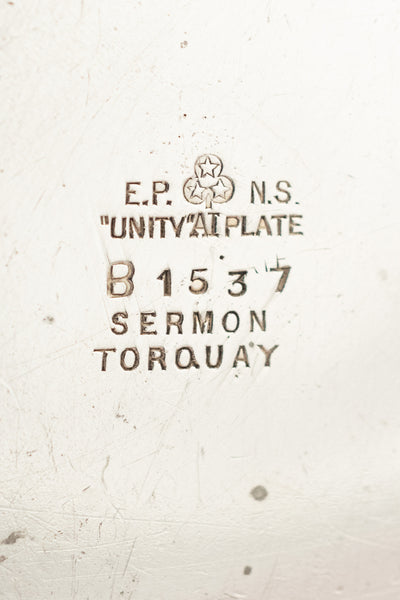 E.P. N.S.
"UNITY" A1 PLATE
B 1537
SERMON
TORQUAY